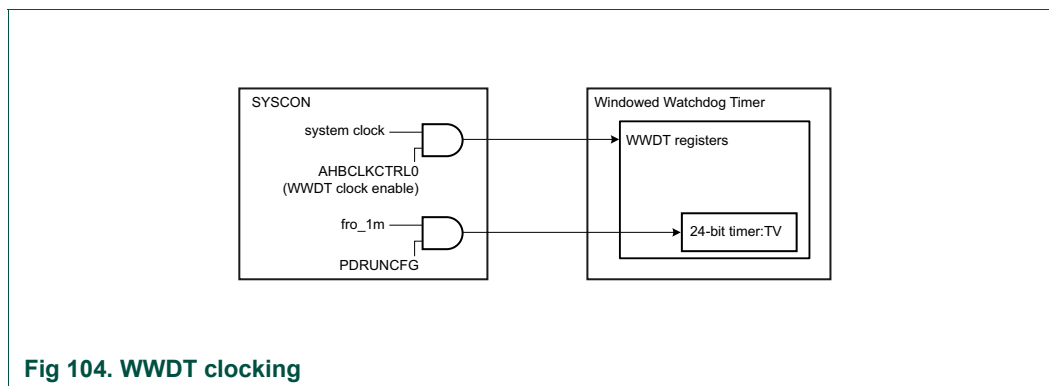 SYSCON
system clock
AHBCLKCTRL0
(WWDT clock enable)
fro_1m
PDRUNCFG
Windowed Watchdog Timer
WWDT registers
24-bit timer:TV
Fig 104. WWDT clocking